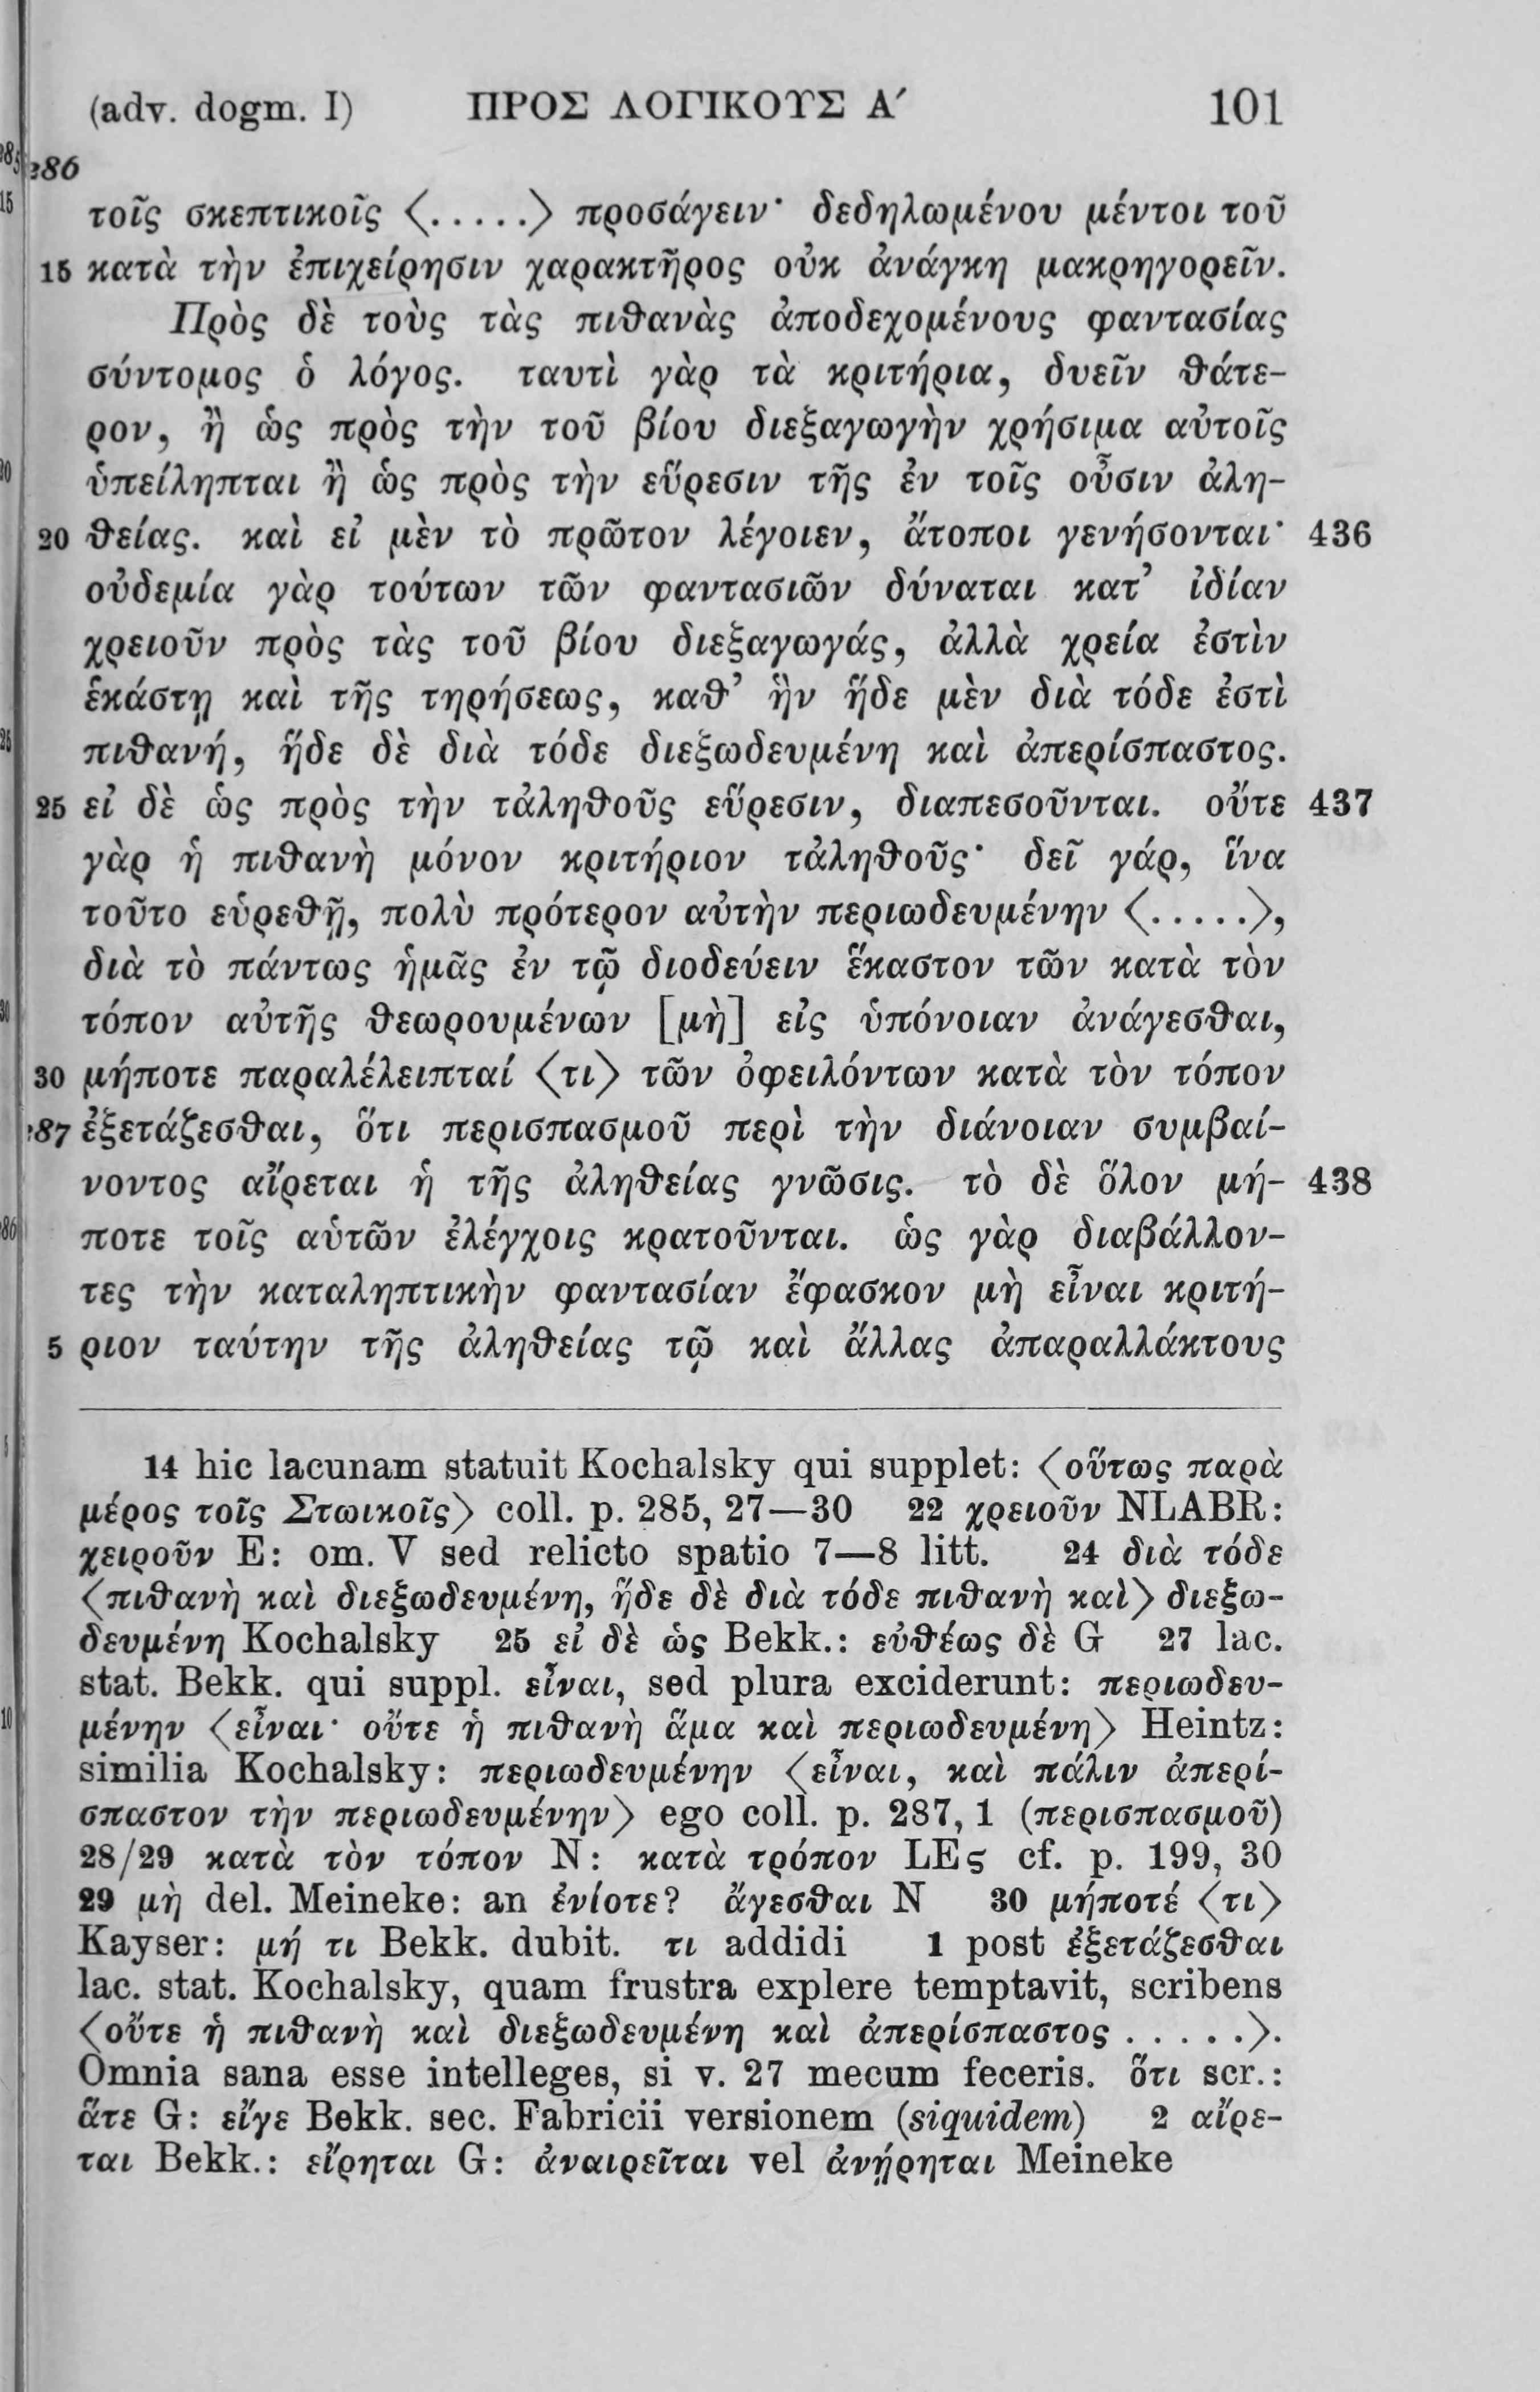 (adv. dogm. I) ΠΡΟΣ ΛΟΓΙΚΟΥΣ Α´ 101
286
τοῖς σκεπτικοῖς 〈.....〉 προσάγειν· δεδηλωμένου μέντοι τοῦ
15 κατὰ τὴν ἐπιχείρησιν χαρακτῆρος οὐκ ἀνάγκη μακρηγορεῖν.
Πρὸς δὲ τοὺς τὰς πιθανὰς ἀποδεχομένους φαντασίας
σύντομος ὁ λόγος. ταυτὶ γὰρ τὰ κριτήρια, δυεῖν θάτε-
ρον, ἢ ὡς πρὸς τὴν τοῦ βίου διεξαγωγὴν χρήσιμα αὐτοῖς
ὑπείληπται ἢ ὡς πρὸς τὴν εὕρεσιν τῆς ἐν τοῖς οὖσιν ἀλη-
20 θείας. καὶ εἰ μὲν τὸ πρῶτον λέγοιεν, ἄτοποι γενήσονται· 436
οὐδεμία γὰρ τούτων τῶν φαντασιῶν δύναται κατ’ ἰδίαν
χρειοῦν πρὸς τὰς τοῦ βίου διεξαγωγάς, ἀλλὰ χρεία ἐστὶν
ἑκάστῃ καὶ τῆς τηρήσεως, καθ’ ἣν ἥδε μὲν διὰ τόδε ἐστὶ
πιθανή, ἥδε δὲ διὰ τόδε διεξωδευμένη καὶ ἀπερίσπαστος.
25 εἰ δὲ ὡς πρὸς τὴν τἀληθοῦς εὕρεσιν, διαπεσοῦνται. οὔτε 437
γὰρ ἡ πιθανὴ μόνον κριτήριον τἀληθοῦς· δεῖ γάρ, ἵνα
τοῦτο εὑρεθῇ, πολὺ πρότερον αὐτὴν περιωδευμένην 〈.....〉,
διὰ τὸ πάντως ἡμᾶς ἐν τῷ διοδεύειν ἕκαστον τῶν κατὰ τὸν
τόπον αὐτῆς θεωρουμένων [μὴ] εἰς ὑπόνοιαν ἀνάγεσθαι,
30 μήποτε παραλέλειπταί 〈τι〉 τῶν ὀφειλόντων κατὰ τὸν τόπον
287 ἐξετάζεσθαι, ὅτι περισπασμοῦ περὶ τὴν διάνοιαν συμβαί-
νοντος αἴρεται ἡ τῆς ἀληθείας γνῶσις. τὸ δὲ ὅλον μή- 438
ποτε τοῖς αὑτῶν ἐλέγχοις κρατοῦνται. ὡς γὰρ διαβάλλον-
τες τὴν καταληπτικὴν φαντασίαν ἔφασκον μὴ εἶναι κριτή-
5 ριον ταύτην τῆς ἀληθείας τῷ καὶ ἄλλας ἀπαραλλάκτους
14 hic lacunam statuit Kochalsky qui supplet: 〈οὕτως παρὰ
μέρος τοῖς Στωικοῖς〉 coll. p. 285, 27—30 22 χρειοῦν NLABR:
χειροῦν E: om. V sed relicto spatio 7—8 litt. 24 διὰ τόδε
〈πιθανὴ καὶ διεξωδευμένη, ἥδε δὲ διὰ τόδε πιθανὴ καὶ〉 διεξω-
δευμένη Kochalsky 25 εἰ δὲ ὡς Bekk.: εὐθέως δὲ G 27 lac.
stat. Bekk. qui suppl. εἶναι, sed plura exciderunt: περιωδευ-
μένην 〈εἶναι· οὔτε ἡ πιθανὴ ἅμα καὶ περιωδευμένη〉 Heintz:
similia Kochalsky: περιωδευμένην 〈εἶναι, καὶ πάλιν ἀπερί-
σπαστον τὴν περιωδευμένην〉 ego coll. p. 287, 1 (περισπασμοῦ)
28/29 κατὰ τὸν τόπον N: κατὰ τρόπον LEς cf. p. 199, 30
29 μὴ del. Meineke: an ἐνίοτε? ἄγεσθαι N 30 μήποτέ 〈τι〉
Kayser: μή τι Bekk. dubit. τι addidi 1 post ἐξετάζεσθαι
lac. stat. Kochalsky, quam frustra explere temptavit, scribens
〈οὔτε ἡ πιθανὴ καὶ διεξωδευμένη καὶ ἀπερίσπαστος .....〉.
Omnia sana esse intelleges, si v. 27 mecum feceris. ὅτι scr.:
ἅτε G: εἴγε Bekk. sec. Fabricii versionem (siquidem) 2 αἴρε-
ται Bekk.: εἴρηται G: ἀναιρεῖται vel ἀνῄρηται Meineke